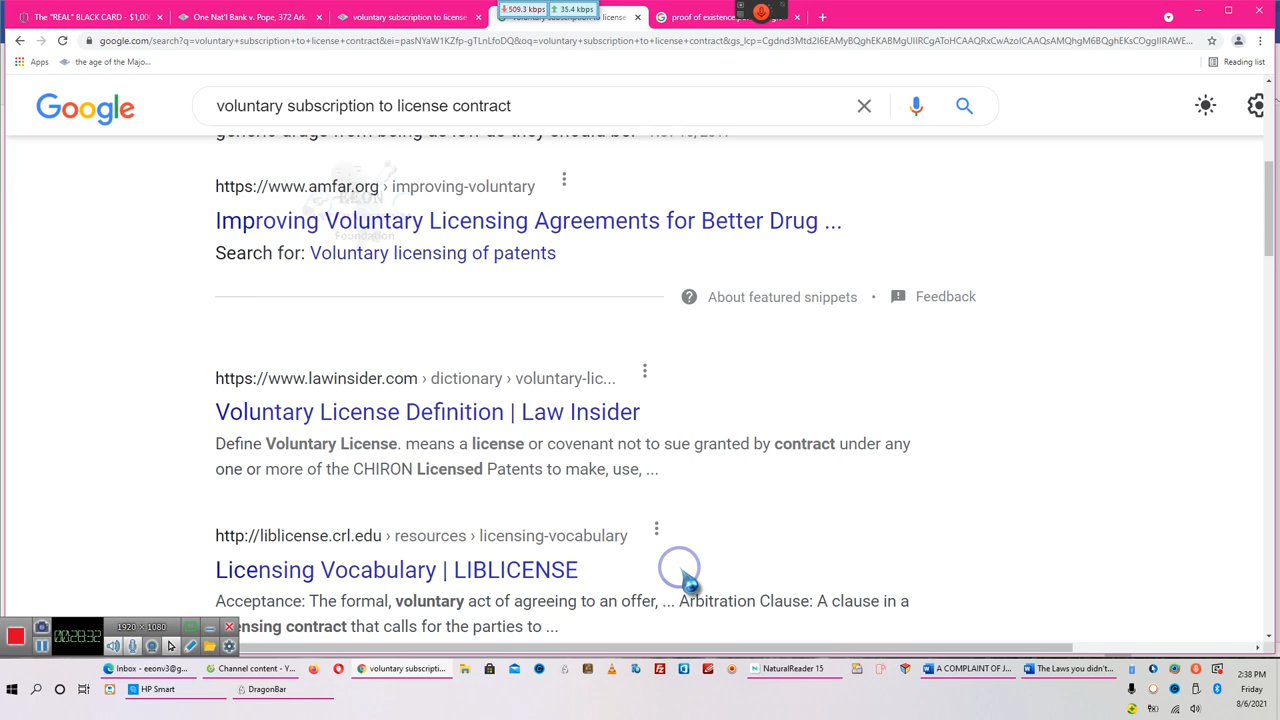 The "REAL" BLACK CARD - $1,00
One Nat'l Bank v. Pope, 372 Ark.
voluntary subscription to license
voluntary subscription to license
proof of existence
509.3 kbps
35.4 kbps
Apps
the age of the Majo...
Reading list
Google
voluntary subscription to license contract
https://www.amfar.org › improving-voluntary
Improving Voluntary Licensing Agreements for Better Drug ...
Foundation
Search for: Voluntary licensing of patents
About featured snippets • Feedback
https://www.lawinsider.com › dictionary › voluntary-lic...
Voluntary License Definition | Law Insider
Define Voluntary License. means a license or covenant not to sue granted by contract under any
one or more of the CHIRON Licensed Patents to make, use, ...
http://liblicense.crl.edu › resources › licensing-vocabulary
Licensing Vocabulary | LIBLICENSE
Acceptance: The formal, voluntary act of agreeing to an offer, ... Arbitration Clause: A clause in a
ensing contract that calls for the parties to ...
1920 × 1080
Inbox - eeonv3@g...
Channel content - Y...
voluntary subscripti...
NaturalReader 15
A COMPLAINT OF J...
The Laws you didn't...
HP Smart
DragonBar
2:38 PM
Friday
8/6/2021